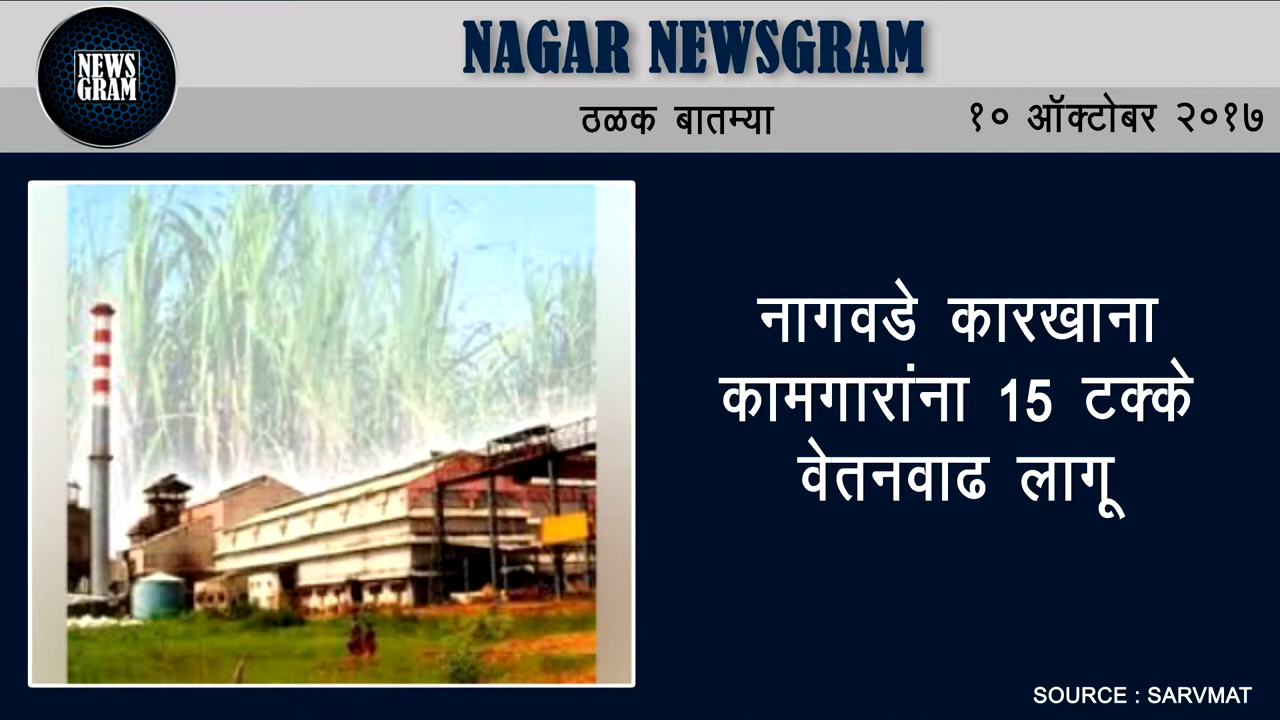 NEWS
GRAM
NAGAR NEWSGRAM
ठळक बातम्या
१० ऑक्टोबर २०१७
नागवडे कारखाना
कामगारांना 15 टक्के
वेतनवाढ लागू
SOURCE : SARVMAT